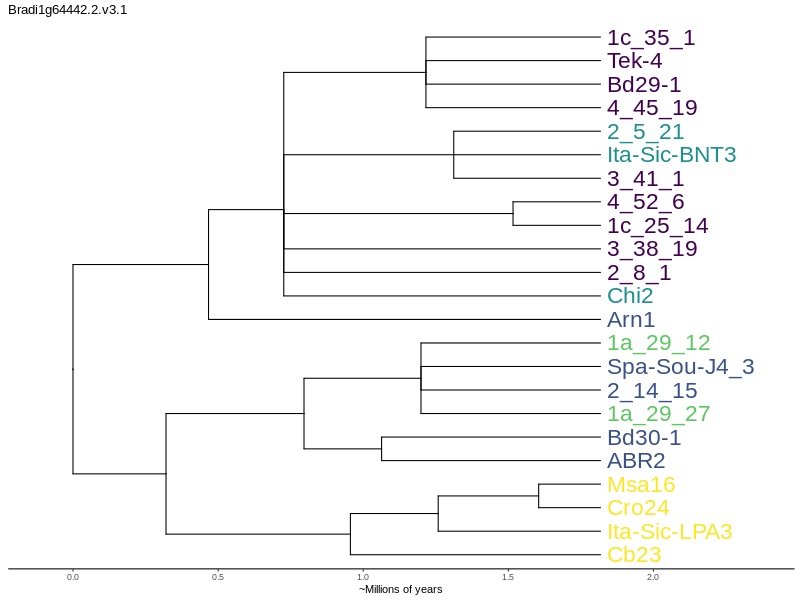 Bradi1g64442.2.v3.1
1c_35_1
Tek-4
Bd29-1
4_45_19
2_5_21
Ita-Sic-BNT3
3_41_1
4_52_6
1c_25_14
3_38_19
2_8_1
Chi2
Arn1
1a_29_12
Spa-Sou-J4_3
2_14_15
1a_29_27
Bd30-1
ABR2
Msa16
Cro24
Ita-Sic-LPA3
Cb23
0.0 0.5 1.0 1.5 2.0
~Millions of years